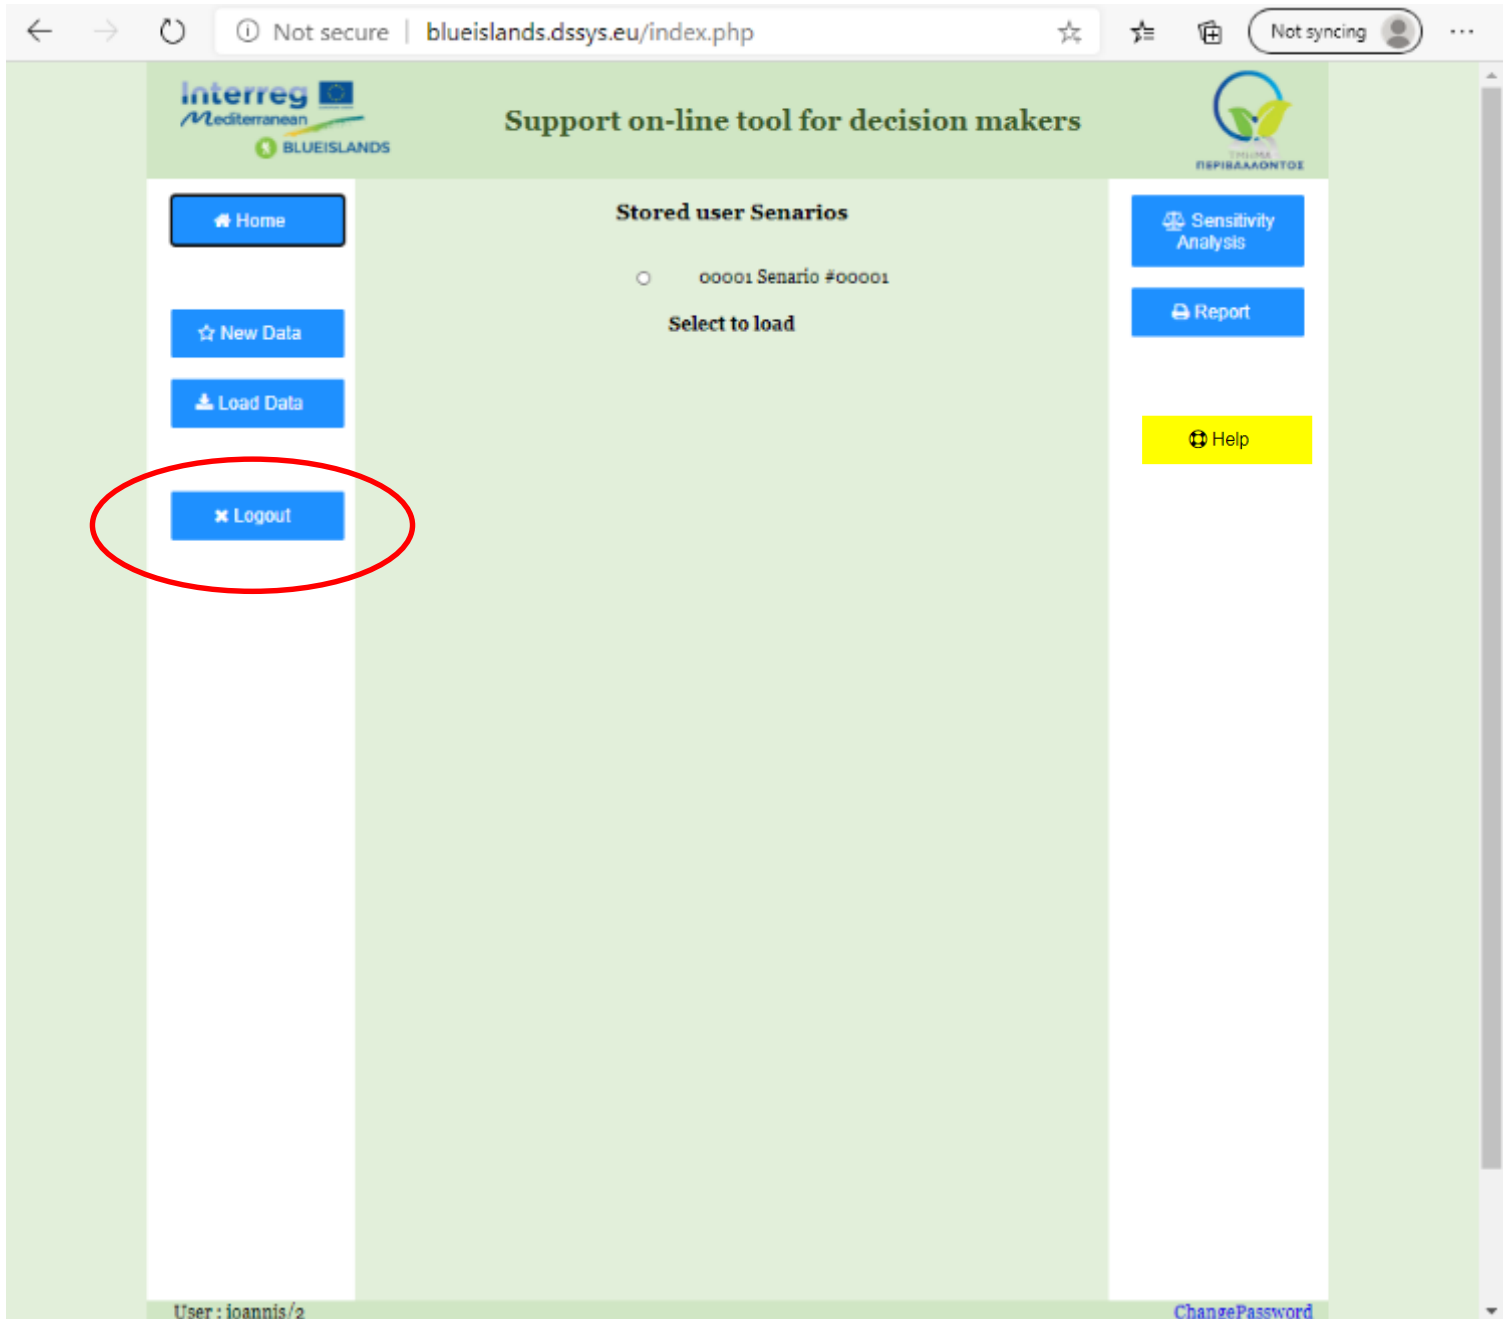 Not secure | blueislands.dssys.eu/index.php
Not syncing
Interreg
Mediterranean
BLUEISLANDS
Support on-line tool for decision makers
ΤΜΗΜΑ
ΠΕΡΙΒΑΛΛΟΝΤΟΣ
Home
New Data
Load Data
Logout
Stored user Senarios
00001 Senario #00001
Select to load
Sensitivity
Analysis
Report
Help
User : ioannis/2
ChangePassword